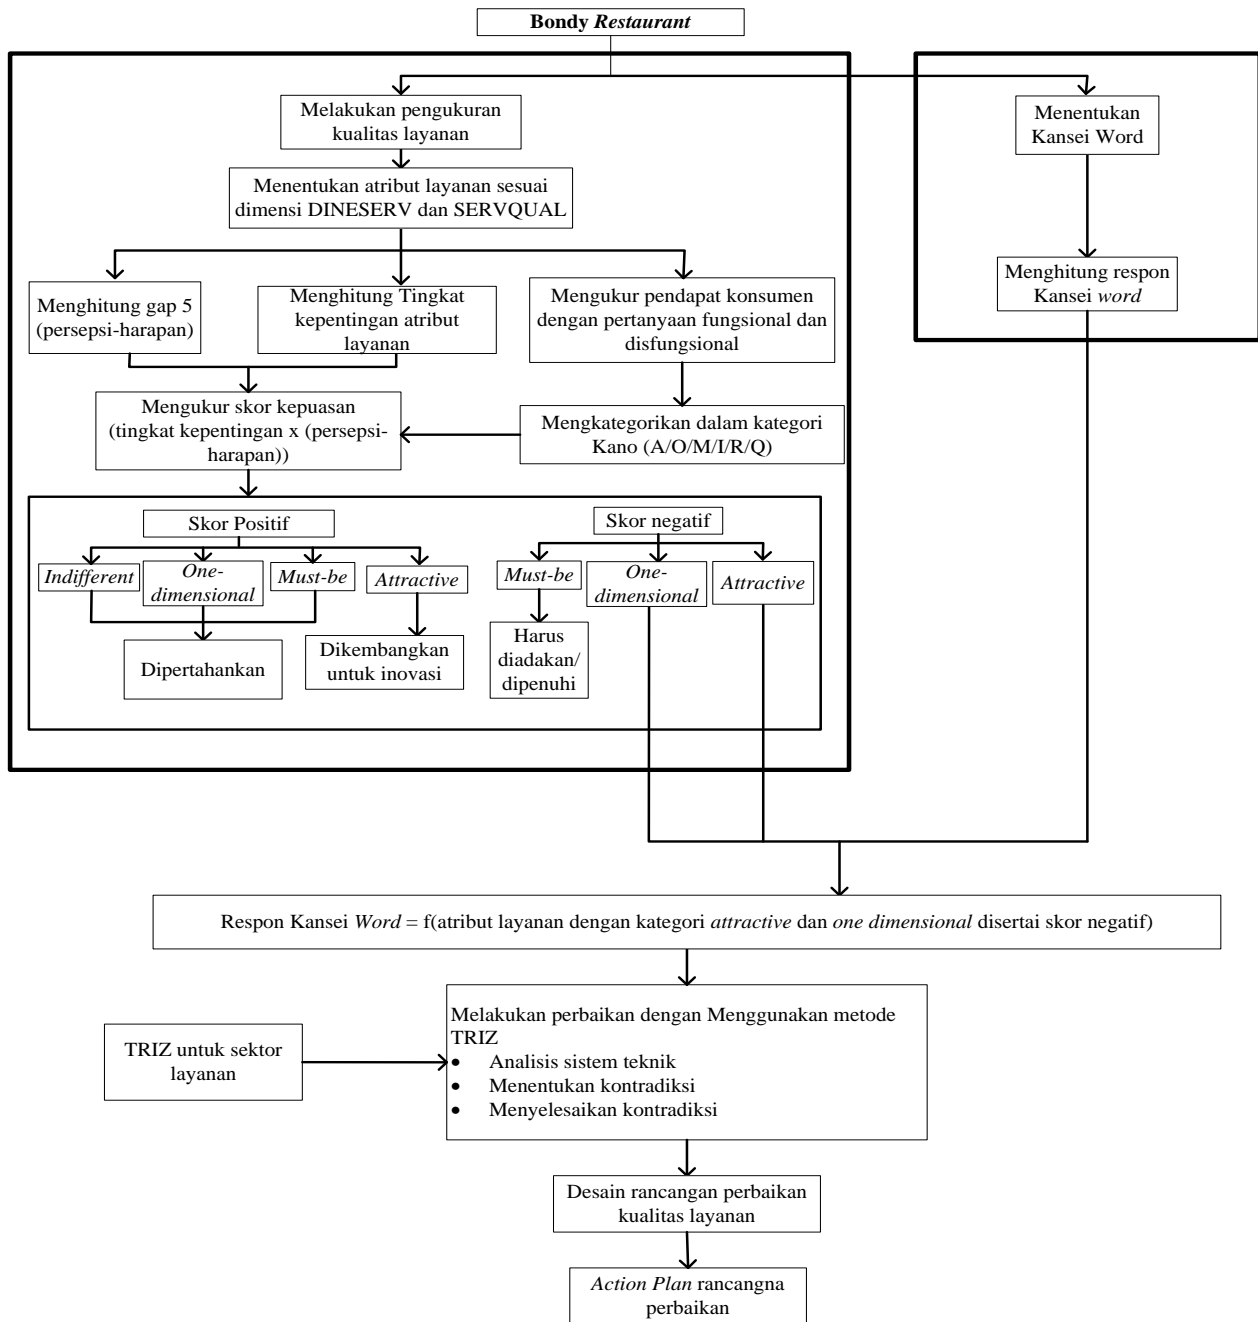 Bondy Restaurant
Melakukan pengukuran
kualitas layanan
Menentukan
Kansei Word
Menentukan atribut layanan sesuai
dimensi DINESERV dan SERVQUAL
Menghitung gap 5
(persepsi-harapan)
Menghitung Tingkat
kepentingan atribut
layanan
Mengukur pendapat konsumen
dengan pertanyaan fungsional dan
disfungsional
Menghitung respon
Kansei word
Mengukur skor kepuasan
(tingkat kepentingan x (persepsi-
harapan))
Mengkategorikan dalam kategori
Kano (A/O/M/I/R/Q)
Skor Positif
Indifferent
One-
dimensional
Must-be
Attractive
Dipertahankan
Dikembangkan
untuk inovasi
Skor negatif
Must-be
One-
dimensional
Attractive
Harus
diadakan/
dipenuhi
Respon Kansei Word = f(atribut layanan dengan kategori attractive dan one dimensional disertai skor negatif)
TRIZ untuk sektor
layanan
Melakukan perbaikan dengan Menggunakan metode
TRIZ
• Analisis sistem teknik
• Menentukan kontradiksi
• Menyelesaikan kontradiksi
Desain rancangan perbaikan
kualitas layanan
Action Plan rancangna
perbaikan